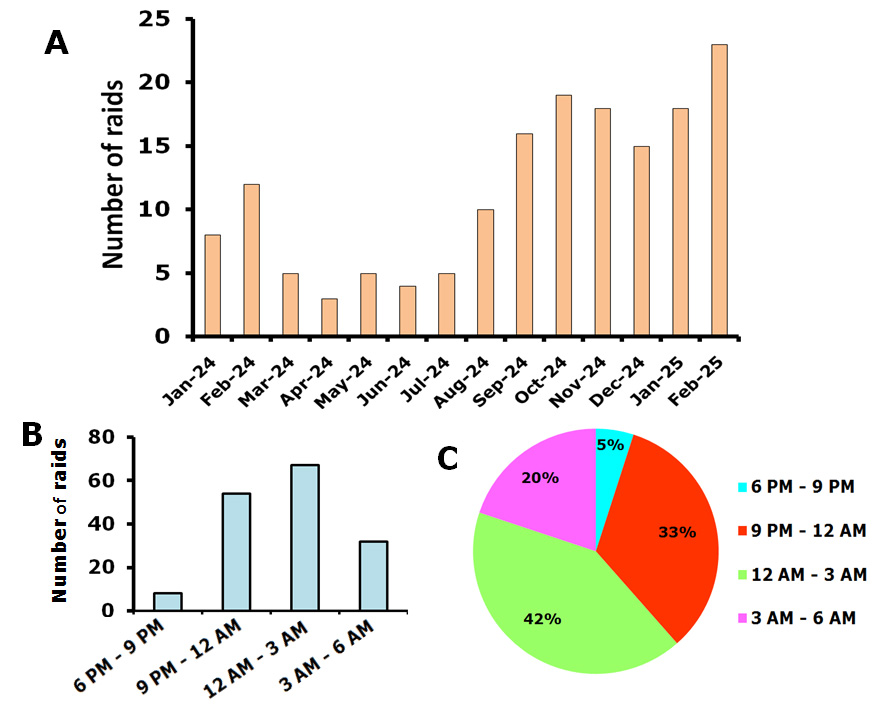 A
Number of raids
25
20
15
10
5
0
Jan-24
Feb-24
Mar-24
Apr-24
May-24
Jun-24
Jul-24
Aug-24
Sep-24
Oct-24
Nov-24
Dec-24
Jan-25
Feb-25
B
Number of raids
80
60
40
20
0
6 PM - 9 PM
9 PM - 12 AM
12 AM - 3 AM
3 AM - 6 AM
C
5%
33%
42%
20%
6 PM - 9 PM
9 PM - 12 AM
12 AM - 3 AM
3 AM - 6 AM